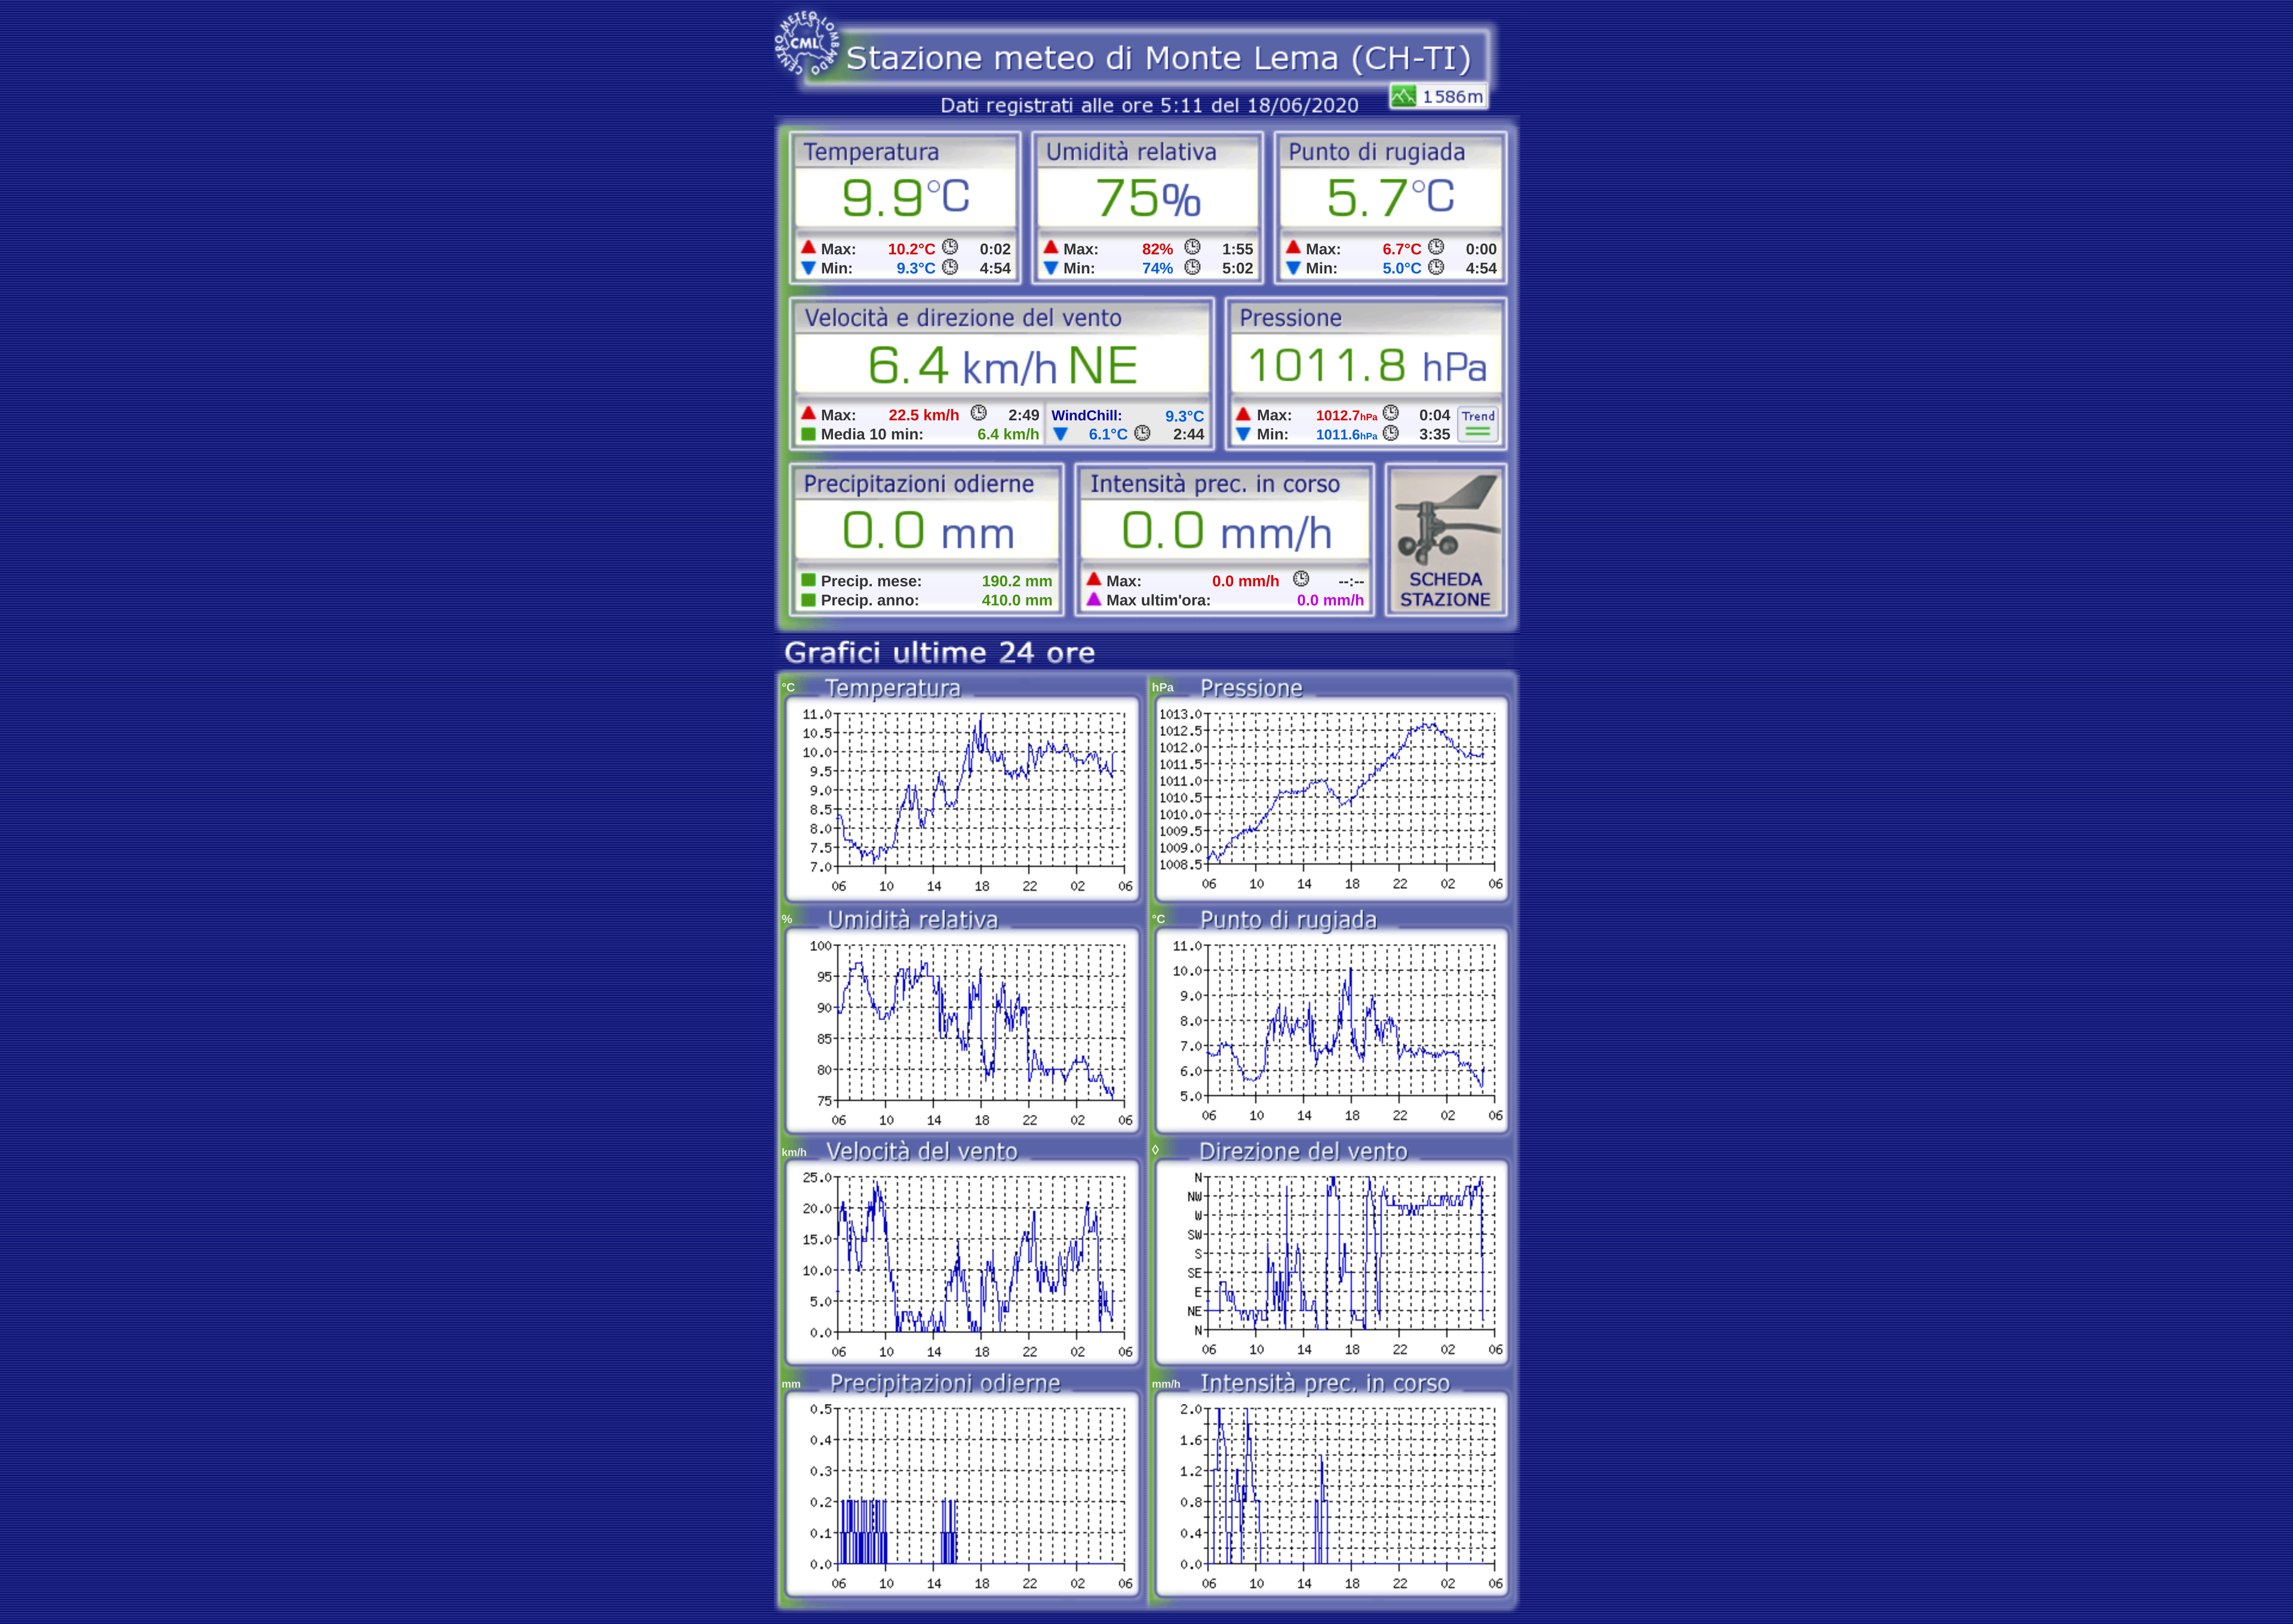 CENTRO METEO LOMBARDO
CML
Stazione meteo di Monte Lema (CH-TI)
Dati registrati alle ore 5:11 del 18/06/2020
1586m
Temperatura
9.9°C
Max: 10.2°C 0:02
Min: 9.3°C 4:54
Umidità relativa
75%
Max: 82% 1:55
Min: 74% 5:02
Punto di rugiada
5.7°C
Max: 6.7°C 0:00
Min: 5.0°C 4:54
Velocità e direzione del vento
6.4 km/h NE
Max: 22.5 km/h 2:49
Media 10 min: 6.4 km/h
WindChill: 9.3°C
6.1°C 2:44
Pressione
1011.8 hPa
Max: 1012.7hPa 0:04
Min: 1011.6hPa 3:35
Trend
Precipitazioni odierne
0.0 mm
Precip. mese: 190.2 mm
Precip. anno: 410.0 mm
Intensità prec. in corso
0.0 mm/h
Max: 0.0 mm/h --:--
Max ultim'ora: 0.0 mm/h
SCHEDA
STAZIONE
Grafici ultime 24 ore
°C Temperatura
11.0
10.5
10.0
9.5
9.0
8.5
8.0
7.5
7.0
06 10 14 18 22 02 06
hPa Pressione
1013.0
1012.5
1012.0
1011.5
1011.0
1010.5
1010.0
1009.5
1009.0
1008.5
06 10 14 18 22 02 06
% Umidità relativa
100
95
90
85
80
75
06 10 14 18 22 02 06
°C Punto di rugiada
11.0
10.0
9.0
8.0
7.0
6.0
5.0
06 10 14 18 22 02 06
km/h Velocità del vento
25.0
20.0
15.0
10.0
5.0
0.0
06 10 14 18 22 02 06
◊ Direzione del vento
N
NW
W
SW
S
SE
E
NE
N
06 10 14 18 22 02 06
mm Precipitazioni odierne
0.5
0.4
0.3
0.2
0.1
0.0
06 10 14 18 22 02 06
mm/h Intensità prec. in corso
2.0
1.6
1.2
0.8
0.4
0.0
06 10 14 18 22 02 06